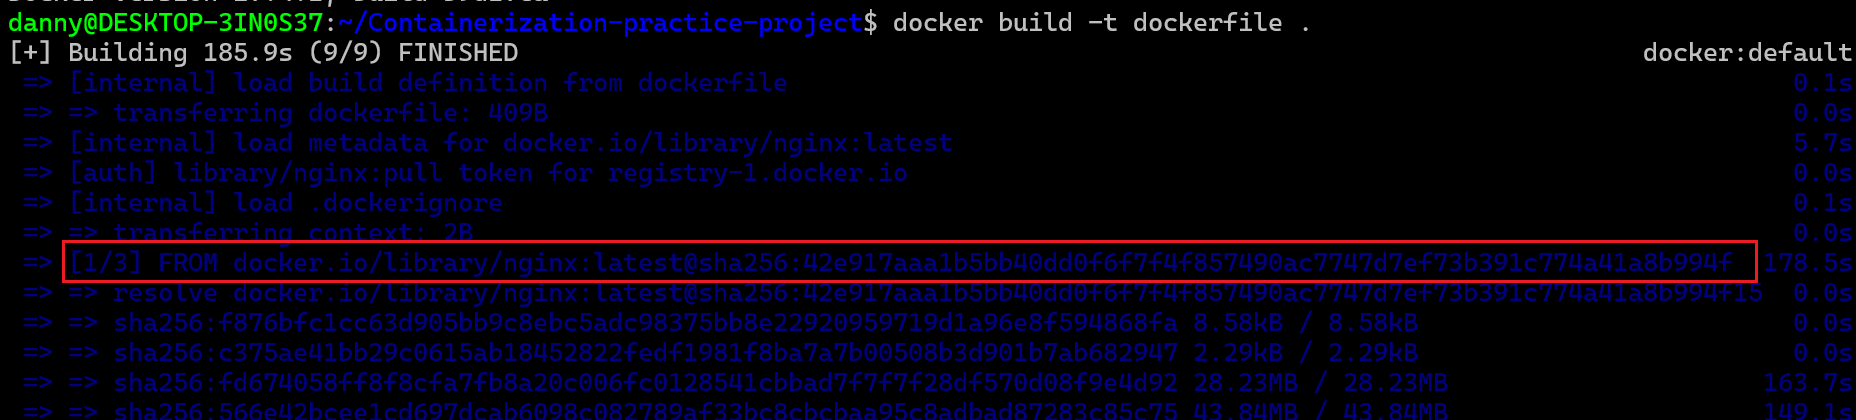 danny@DESKTOP-3IN0S37:~/Containerization-practice-project$ docker build -t dockerfile .
[+] Building 185.9s (9/9) FINISHED docker:default
=> [internal] load build definition from dockerfile 0.1s
=> => transferring dockerfile: 409B 0.0s
=> [internal] load metadata for docker.io/library/nginx:latest 5.7s
=> [auth] library/nginx:pull token for registry-1.docker.io 0.0s
=> [internal] load .dockerignore 0.1s
=> => transferring context: 2B 0.0s
=> [1/3] FROM docker.io/library/nginx:latest@sha256:42e917aaa1b5bb40dd0f6f7f4f857490ac7747d7ef73b391c774a41a8b994f 178.5s
=> => resolve docker.io/library/nginx:latest@sha256:42e917aaa1b5bb40dd0f6f7f4f857490ac7747d7ef73b391c774a41a8b994f15 0.0s
=> => sha256:f876bfc1cc63d905bb9c8ebc5adc98375bb8e22920959719d1a96e8f594868fa 8.58kB / 8.58kB 0.0s
=> => sha256:c375ae41bb29c0615ab18452822fedf1981f8ba7a7b00508b3d901b7ab682947 2.29kB / 2.29kB 0.0s
=> => sha256:fd674058ff8f8cfa7fb8a20c006fc0128541cbbad7f7f7f28df570d08f9e4d92 28.23MB / 28.23MB 163.7s
=> => sha256:566e42bcee1cd697dcab6098c082789af33bc8cbcbaa95c8adbad87283c85c75 43.84MB / 43.84MB 149.1s